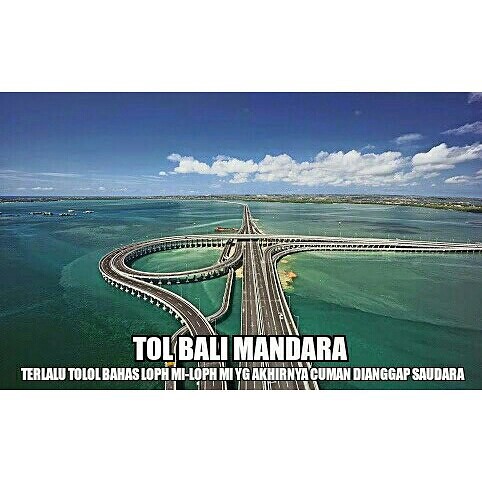 TOL BALI MANDARA
TERLALU TOLOL BAHAS LOPH MI-LOPH MI YG AKHIRNYA CUMAN DIANGGAP SAUDARA